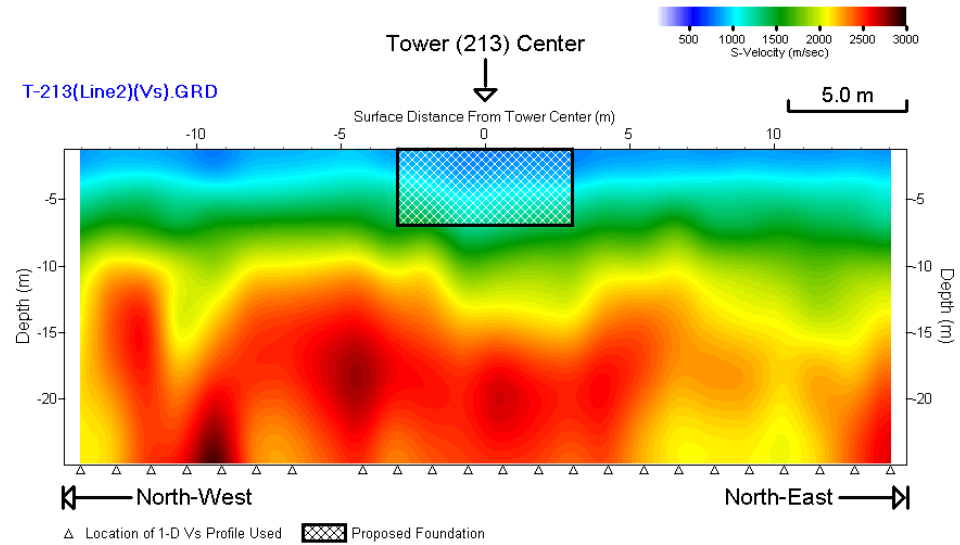 500 1000 1500 2000 2500 3000
S-Velocity (m/sec)
Tower (213) Center
T-213(Line2)(Vs).GRD
5.0 m
Surface Distance From Tower Center (m)
-10 -5 0 5 10
-5 -5
-10 -10
Depth (m) Depth (m)
-15 -15
-20 -20
North-West North-East
Location of 1-D Vs Profile Used Proposed Foundation